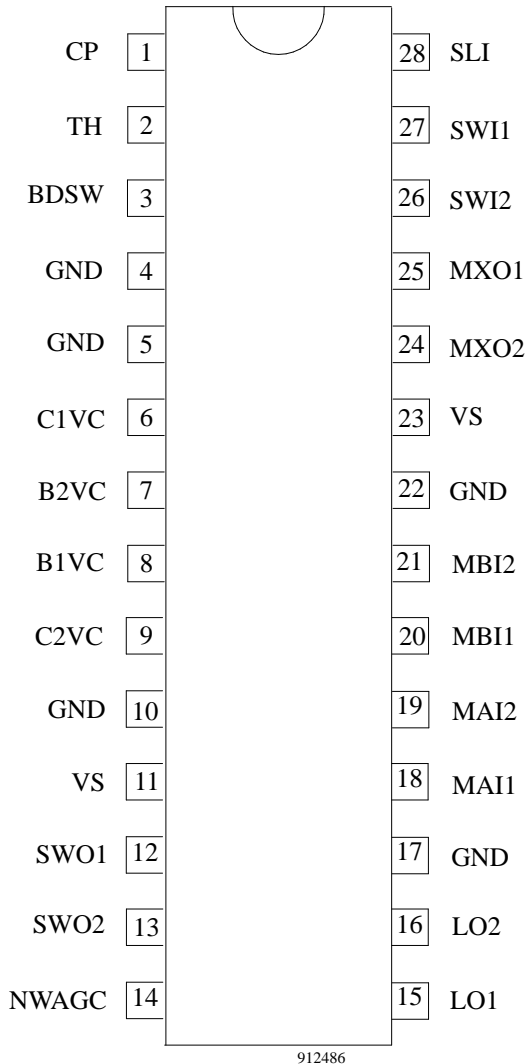 CP 1 28 SLI
TH 2 27 SWI1
BDSW 3 26 SWI2
GND 4 25 MXO1
GND 5 24 MXO2
C1VC 6 23 VS
B2VC 7 22 GND
B1VC 8 21 MBI2
C2VC 9 20 MBI1
GND 10 19 MAI2
VS 11 18 MAI1
SWO1 12 17 GND
SWO2 13 16 LO2
NWAGC 14 15 LO1
912486